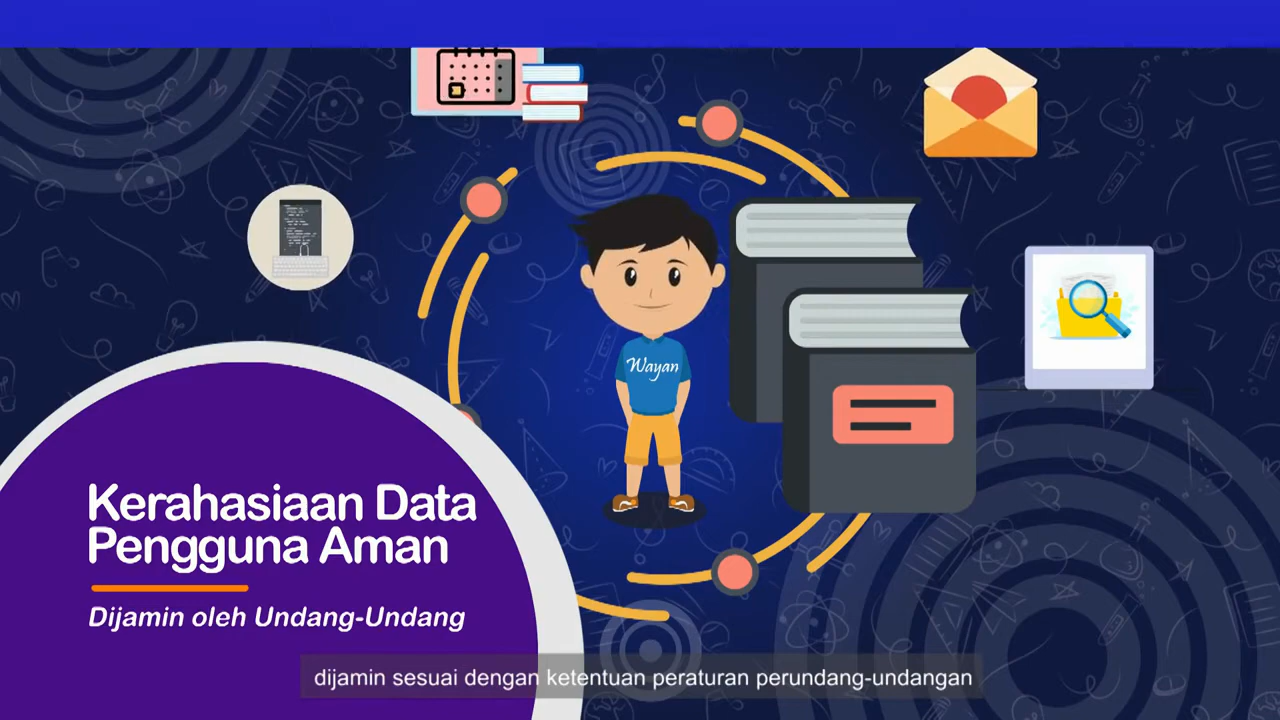 Wayan
Kerahasiaan Data
Pengguna Aman
Dijamin oleh Undang-Undang
dijamin sesuai dengan ketentuan peraturan perundang-undangan